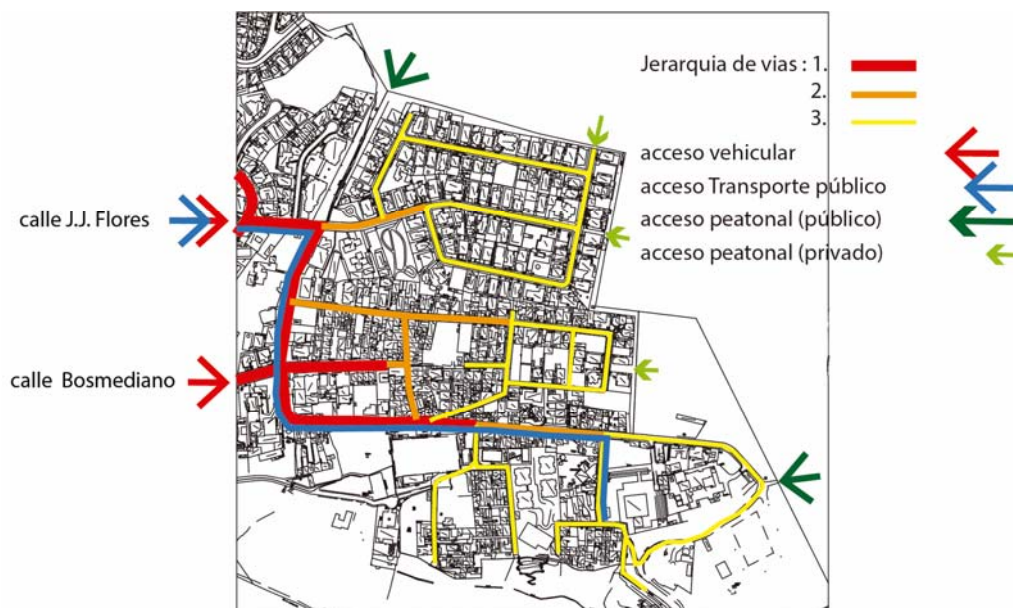 Jerarquia de vias : 1.
2.
3.
acceso vehicular
acceso Transporte público
acceso peatonal (público)
acceso peatonal (privado)
calle J.J. Flores
calle Bosmediano